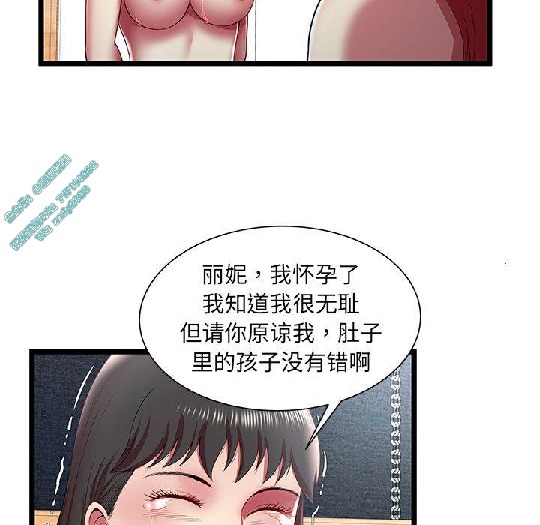 丽妮，我怀孕了
我知道我很无耻
但请你原谅我，肚子
里的孩子没有错啊